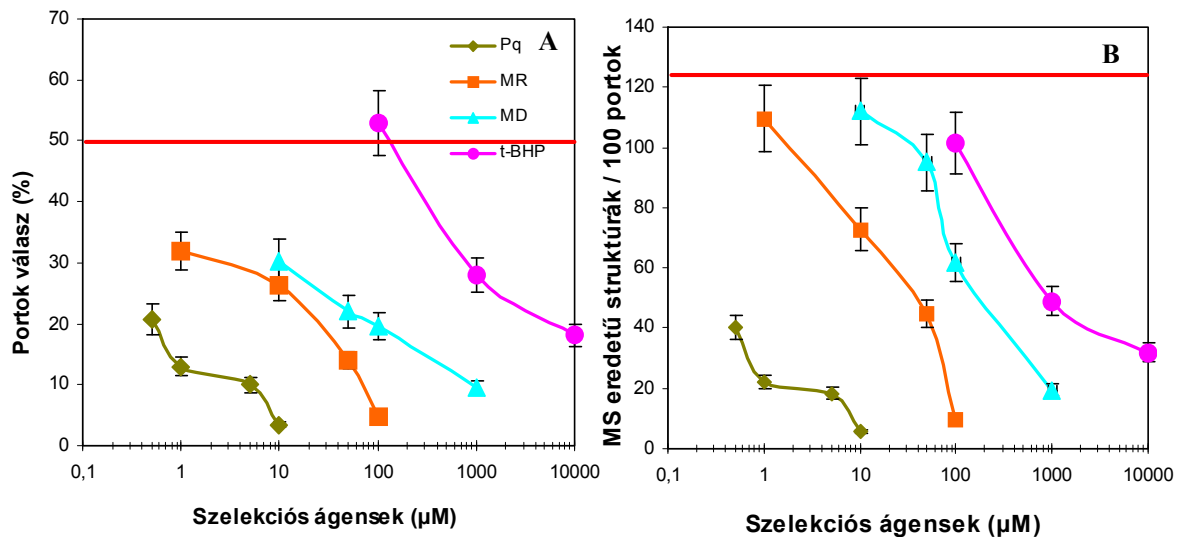 A
Pq
MR
MD
t-BHP
Portok válasz (%)
70
60
50
40
30
20
10
0
0,1 1 10 100 1000 10000
Szelekciós ágensek (µM)
B
MS eredetű struktúrák / 100 portok
140
120
100
80
60
40
20
0
0,1 1 10 100 1000 10000
Szelekciós ágensek (µM)